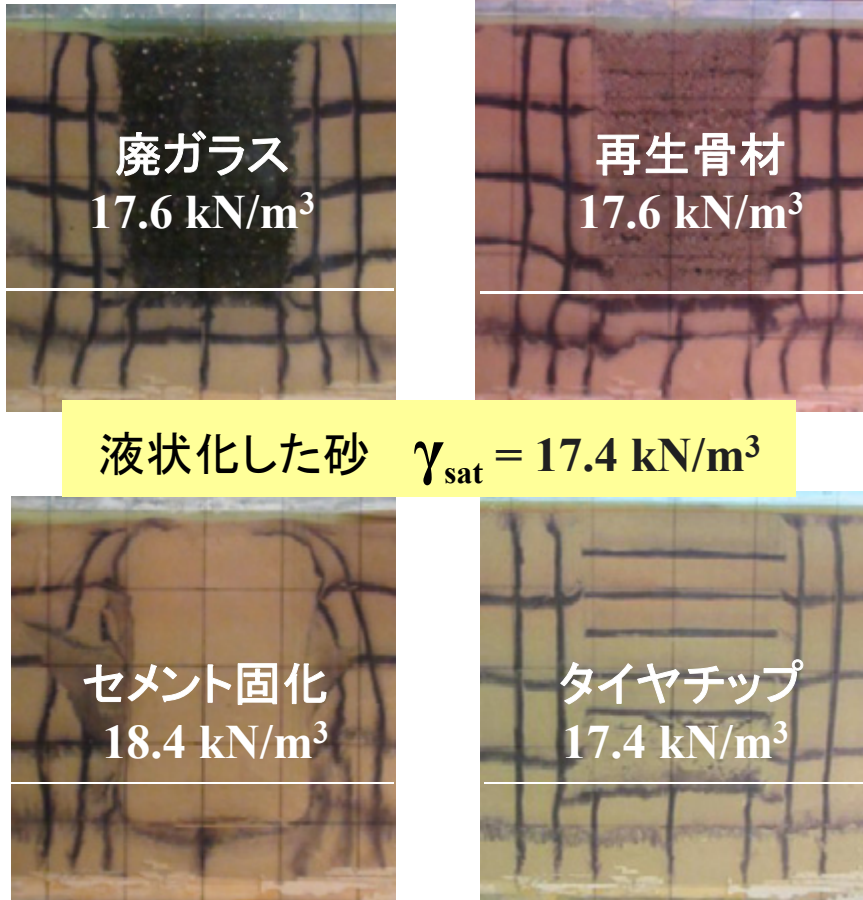 廃ガラス
17.6 kN/m³
再生骨材
17.6 kN/m³
液状化した砂 γsat = 17.4 kN/m³
セメント固化
18.4 kN/m³
タイヤチップ
17.4 kN/m³